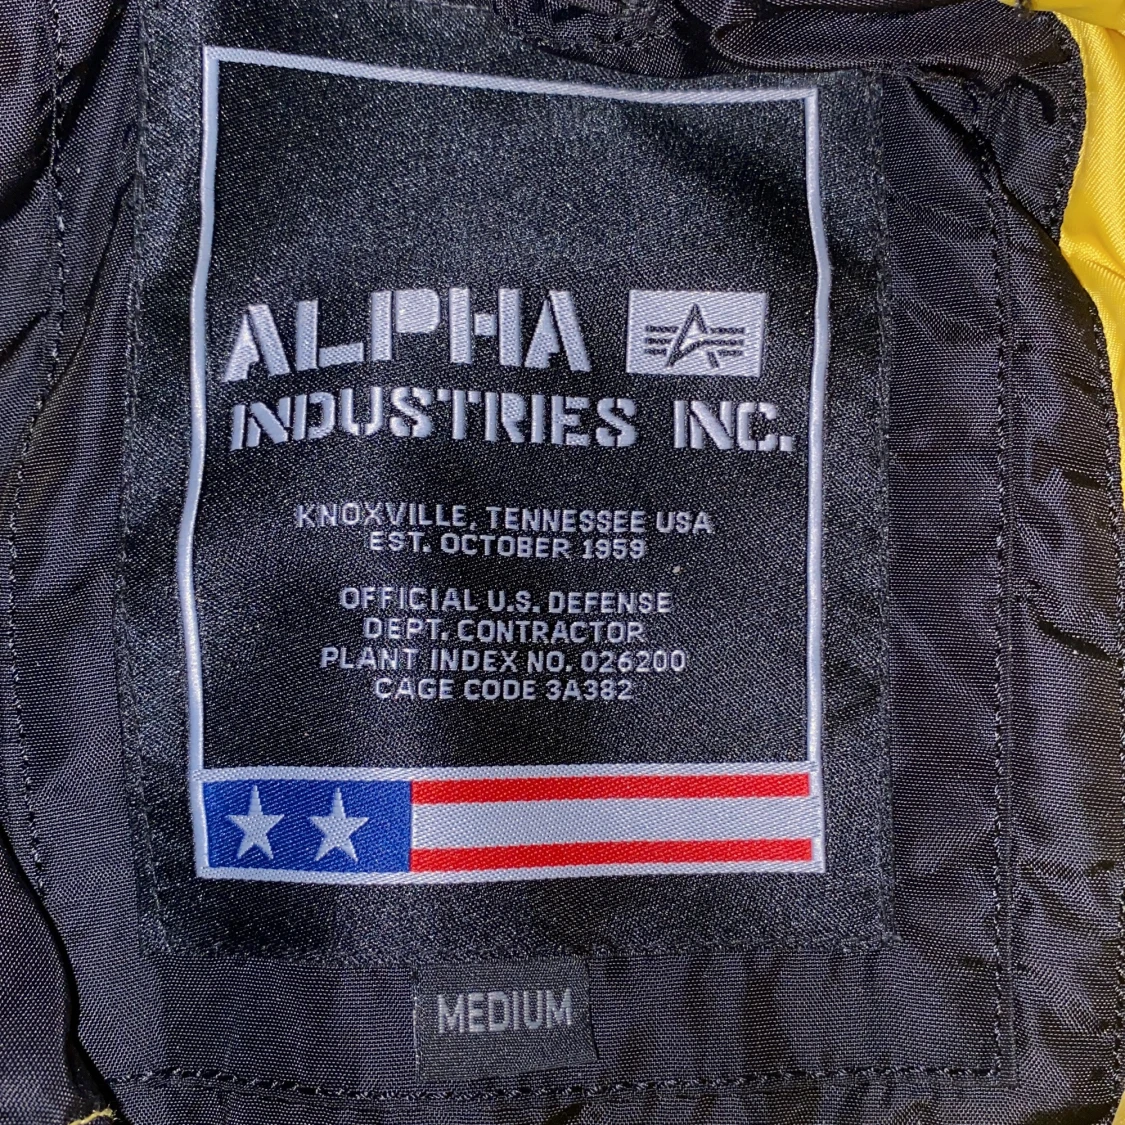 ALPHA
INDUSTRIES INC.
KNOXVILLE, TENNESSEE USA
EST. OCTOBER 1959
OFFICIAL U.S. DEFENSE
DEPT. CONTRACTOR
PLANT INDEX NO. 026200
CAGE CODE 3A382
MEDIUM